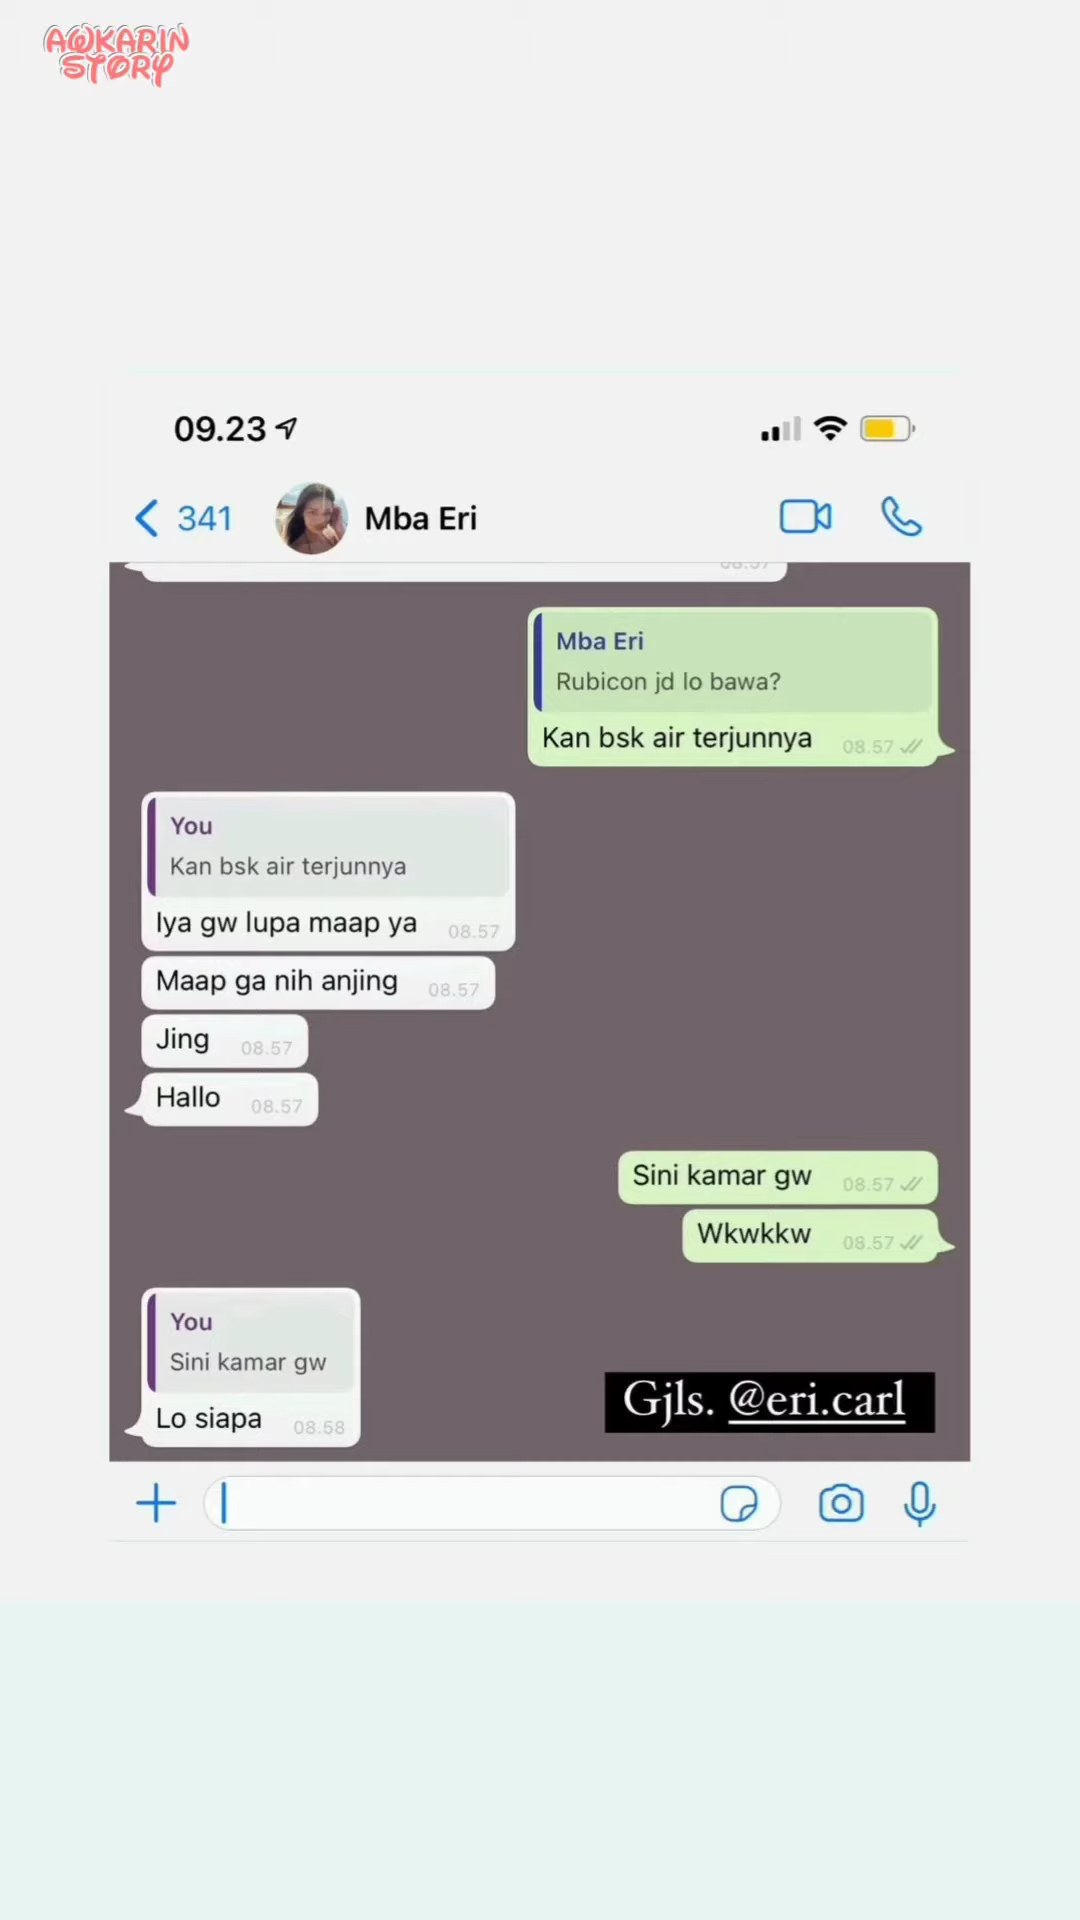 AWKARIN
STORY
09.23
341
Mba Eri
08.57
Mba Eri
Rubicon jd lo bawa?
Kan bsk air terjunnya 08.57
You
Kan bsk air terjunnya
Iya gw lupa maap ya 08.57
Maap ga nih anjing 08.57
Jing 08.57
Hallo 08.57
Sini kamar gw 08.57
Wkwkkw 08.57
You
Sini kamar gw
Lo siapa 08.58
Gjls. @eri.carl